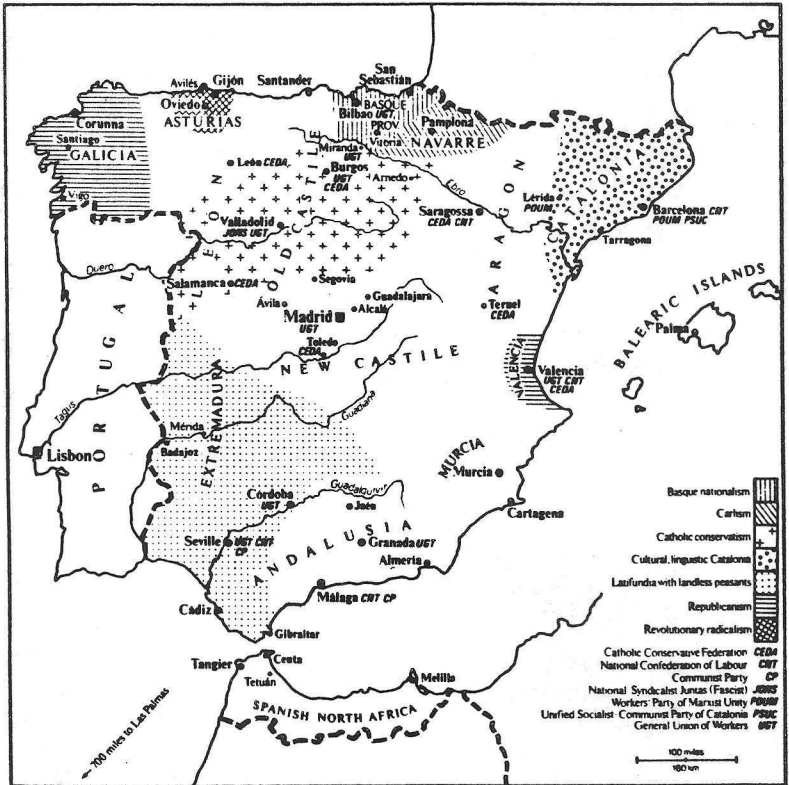 San
Sebastián
Avilés
Gijón
Santander
Oviedo
ASTURIAS
Corunna
Santiago
GALICIA
Vigo
BASQUE
Bilbao UGT
PROV.
Vitoria
Pamplona
NAVARRE
Miranda
UGT
León CEDA
Burgos
UGT
CEDA
Arnedo
Ebro
LEON
OLD CASTILE
Valladolid
JONS UGT
Saragossa
CEDA CNT
ARAGON
Lérida
POUM
CATALONIA
Barcelona CNT
POUM PSUC
Tarragona
Duero
Salamanca CEDA
Segovia
Ávila
Guadalajara
Alcalá
Madrid
UGT
Toledo
CEDA
Teruel
CEDA
NEW CASTILE
VALENCIA
Valencia
UGT CNT
CEDA
BALEARIC ISLANDS
Palma
PORTUGAL
Tagus
Lisbon
EXTREMADURA
Mérida
Badajoz
Guadiana
Guadalquivir
Córdoba
UGT
Jaén
MURCIA
Murcia
Cartagena
Seville UGT CNT
CP
ANDALUSIA
Granada UGT
Almería
Málaga CNT CP
Cádiz
Gibraltar
Tangier
Ceuta
Tetuán
Melilla
SPANISH NORTH AFRICA
700 miles to Las Palmas
Basque nationalism
Carlism
Catholic conservatism
Cultural, linguistic Catalonia
Latifundia with landless peasants
Republicanism
Revolutionary radicalism
Catholic Conservative Federation CEDA
National Confederation of Labour CNT
Communist Party CP
National Syndicalist Juntas (Fascist) JONS
Workers' Party of Marxist Unity POUM
Unified Socialist-Communist Party of Catalonia PSUC
General Union of Workers UGT
100 miles
160 km